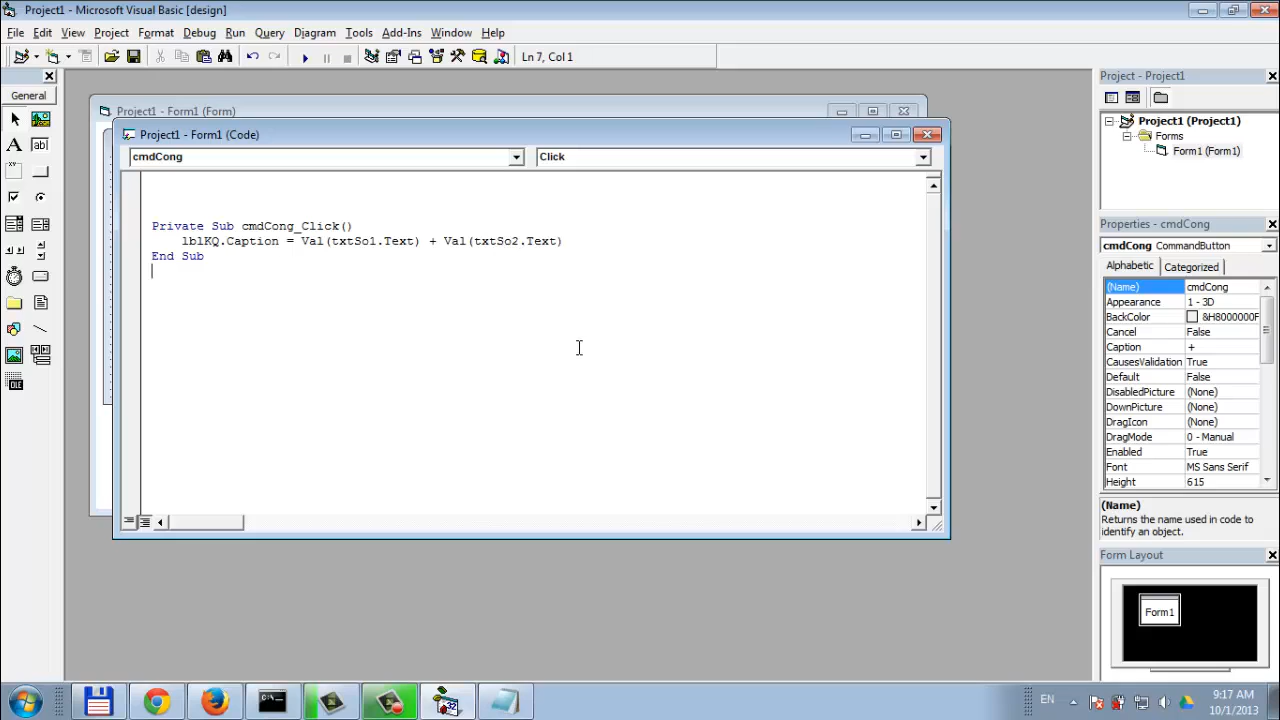 Project1 - Microsoft Visual Basic [design]
File Edit View Project Format Debug Run Query Diagram Tools Add-Ins Window Help
Ln 7, Col 1
General
Project1 - Form1 (Form)
Project1 - Form1 (Code)
cmdCong Click
Private Sub cmdCong_Click()
lblKQ.Caption = Val(txtSo1.Text) + Val(txtSo2.Text)
End Sub
Project - Project1
Project1 (Project1)
Forms
Form1 (Form1)
Properties - cmdCong
cmdCong CommandButton
Alphabetic Categorized
(Name) cmdCong
Appearance 1 - 3D
BackColor &H8000000F
Cancel False
Caption +
CausesValidation True
Default False
DisabledPicture (None)
DownPicture (None)
DragIcon (None)
DragMode 0 - Manual
Enabled True
Font MS Sans Serif
Height 615
(Name)
Returns the name used in code to
identify an object.
Form Layout
Form1
EN
9:17 AM
10/1/2013